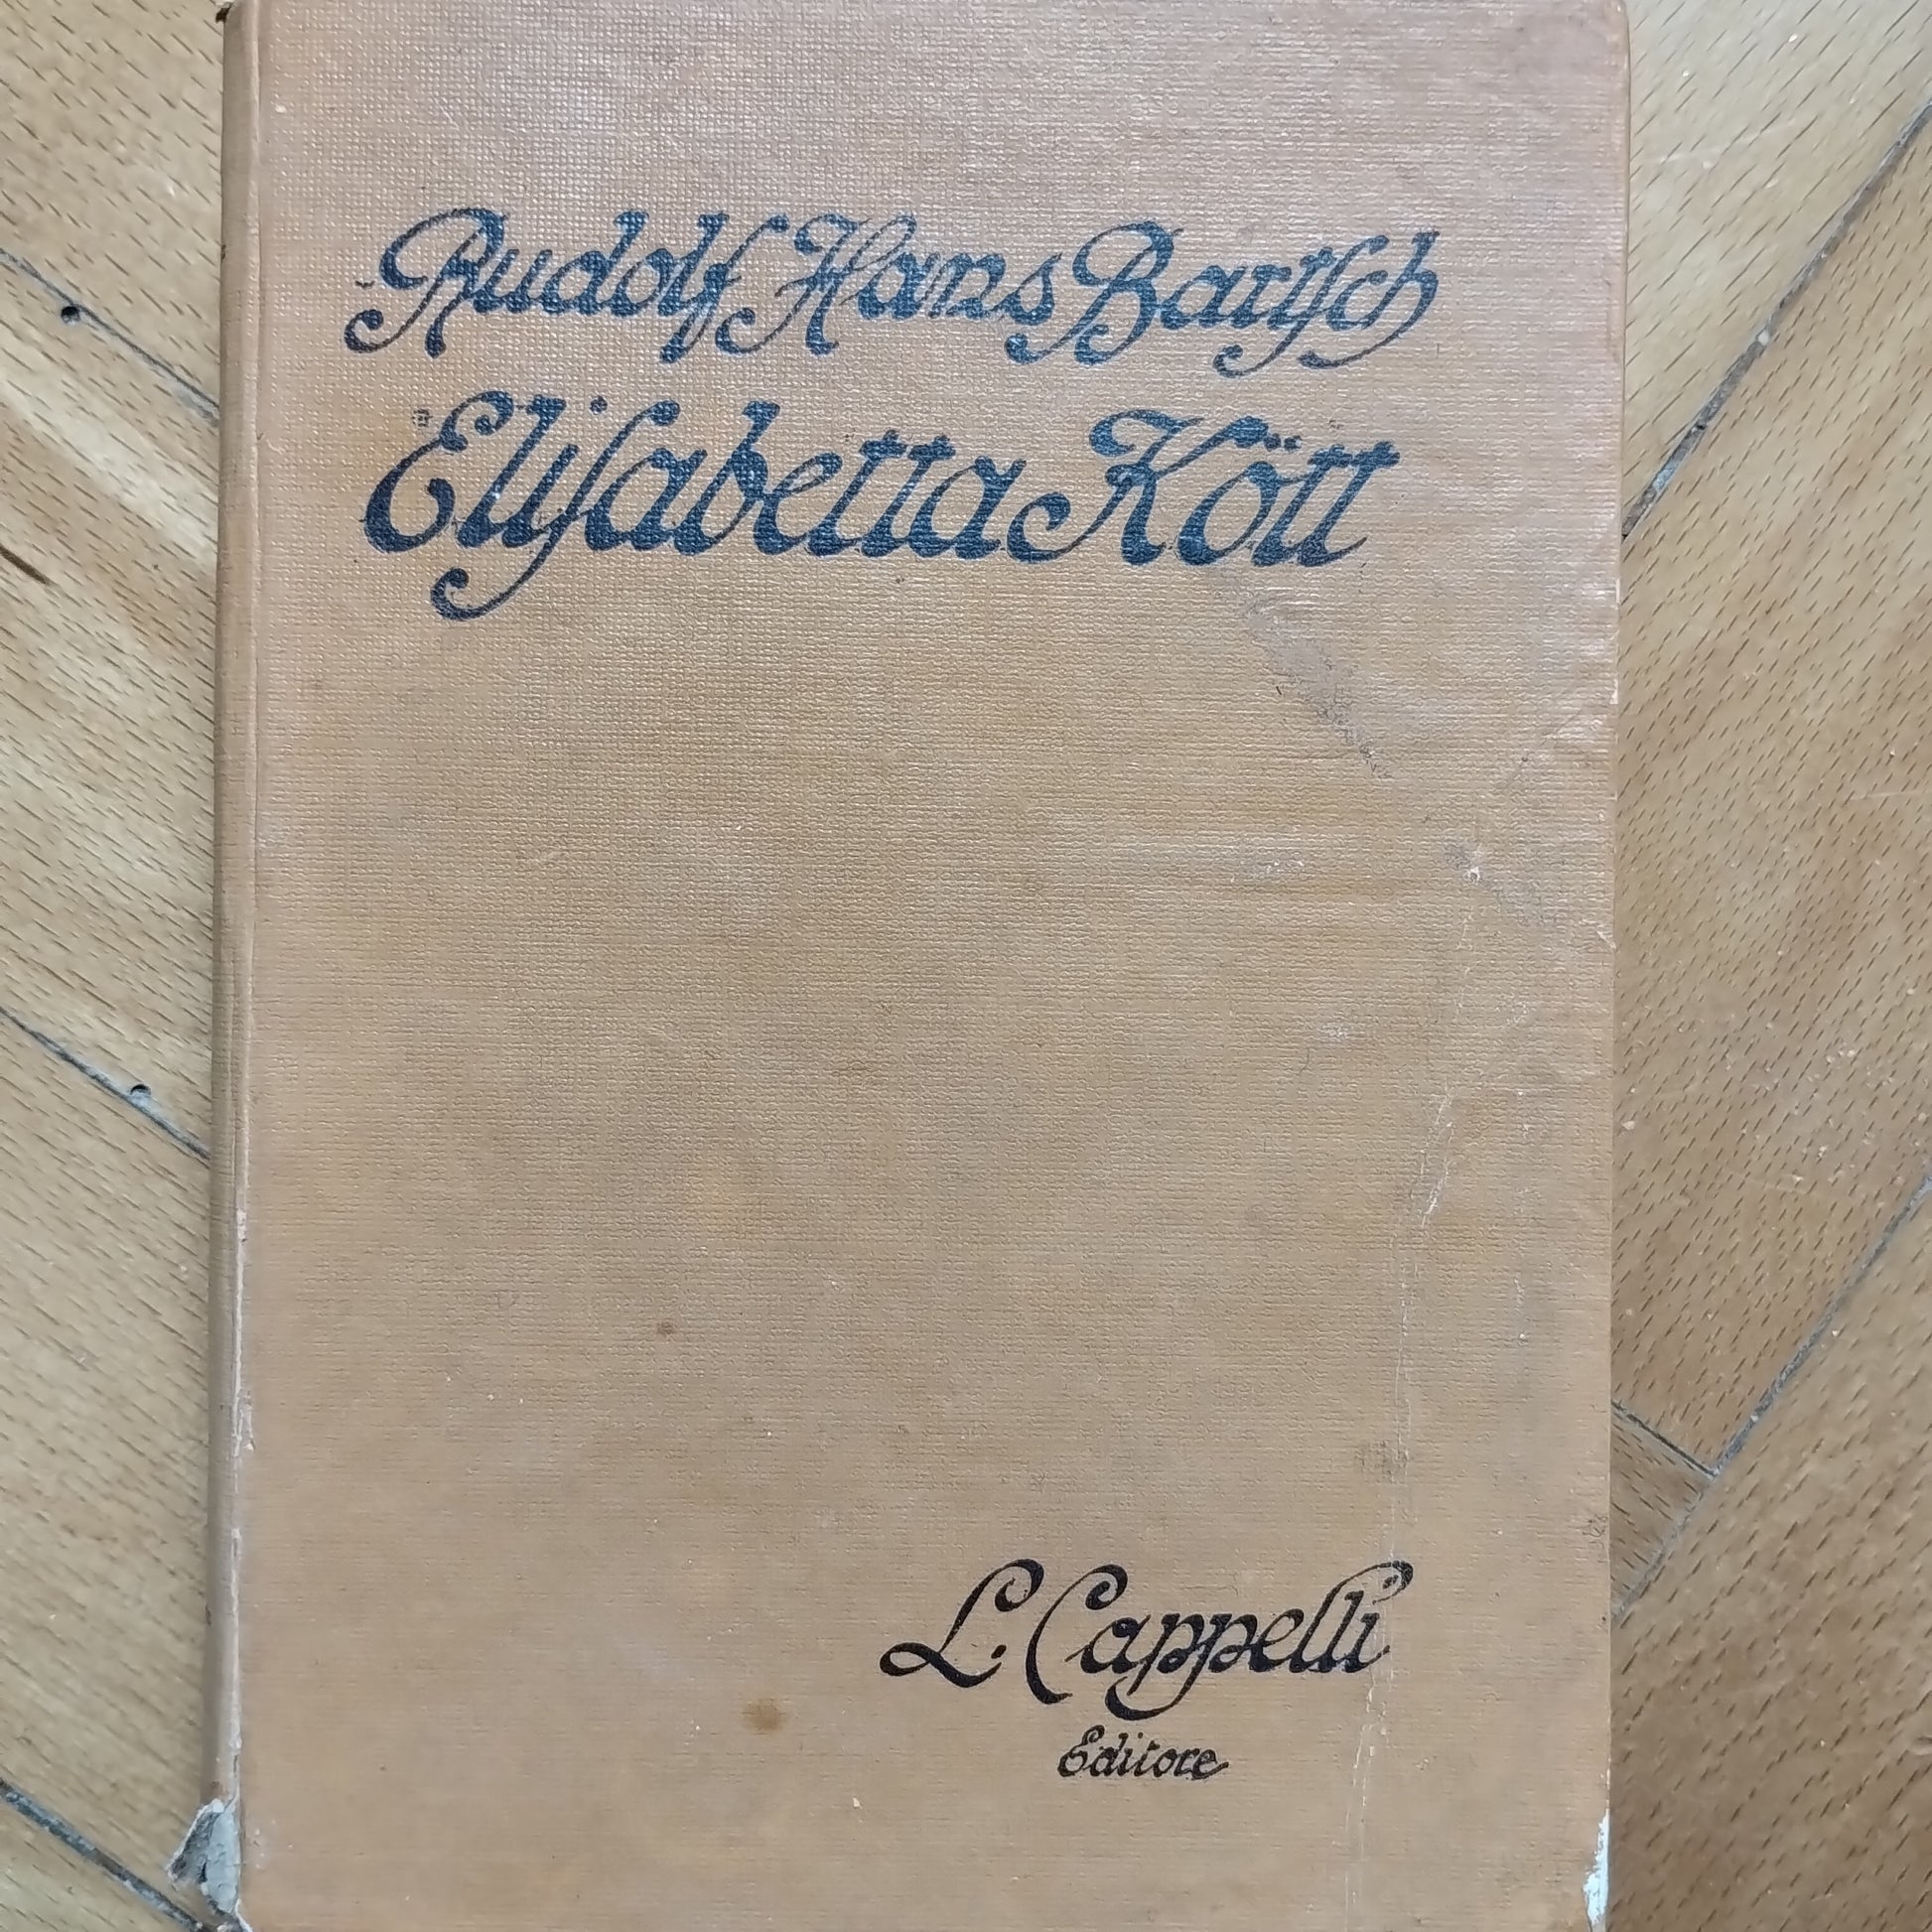 Rudolf Hans Bartsch
Elisabetta Kött
L. Cappelli
Editore